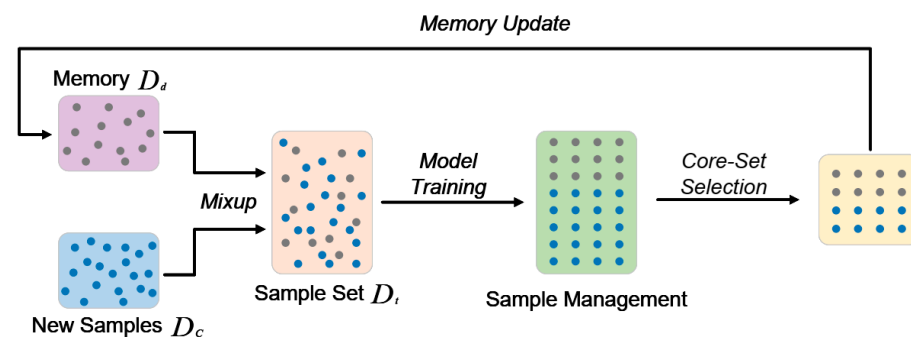 Memory Update
Memory D_d
Mixup
New Samples D_c
Sample Set D_t
Model
Training
Sample Management
Core-Set
Selection